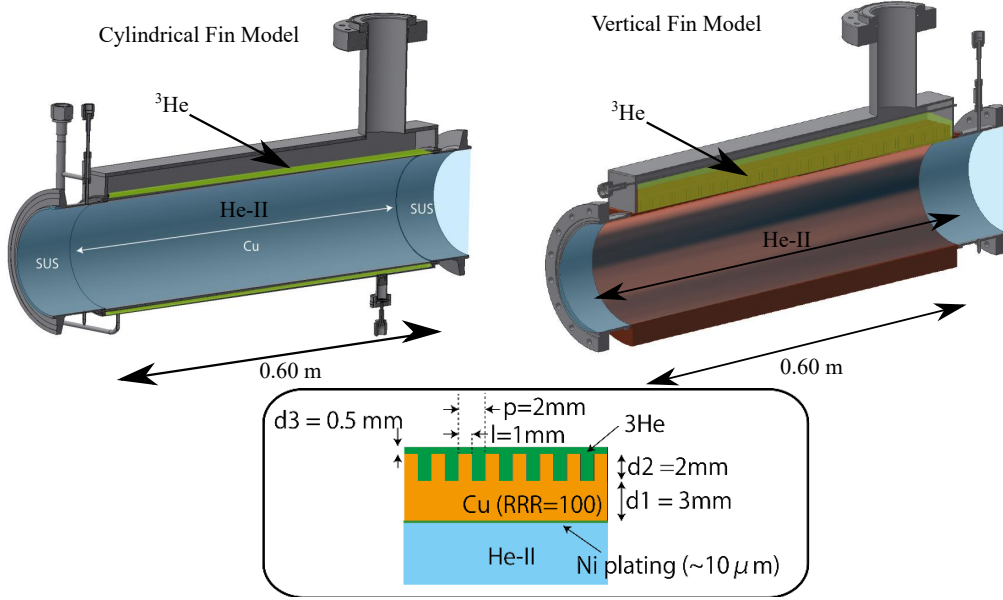 Cylindrical Fin Model
³He
He-II
SUS
Cu
SUS
0.60 m
Vertical Fin Model
³He
He-II
0.60 m
d3 = 0.5 mm
p=2mm
l=1mm
3He
d2 =2mm
Cu (RRR=100)
d1 = 3mm
He-II
Ni plating (~10 μm)